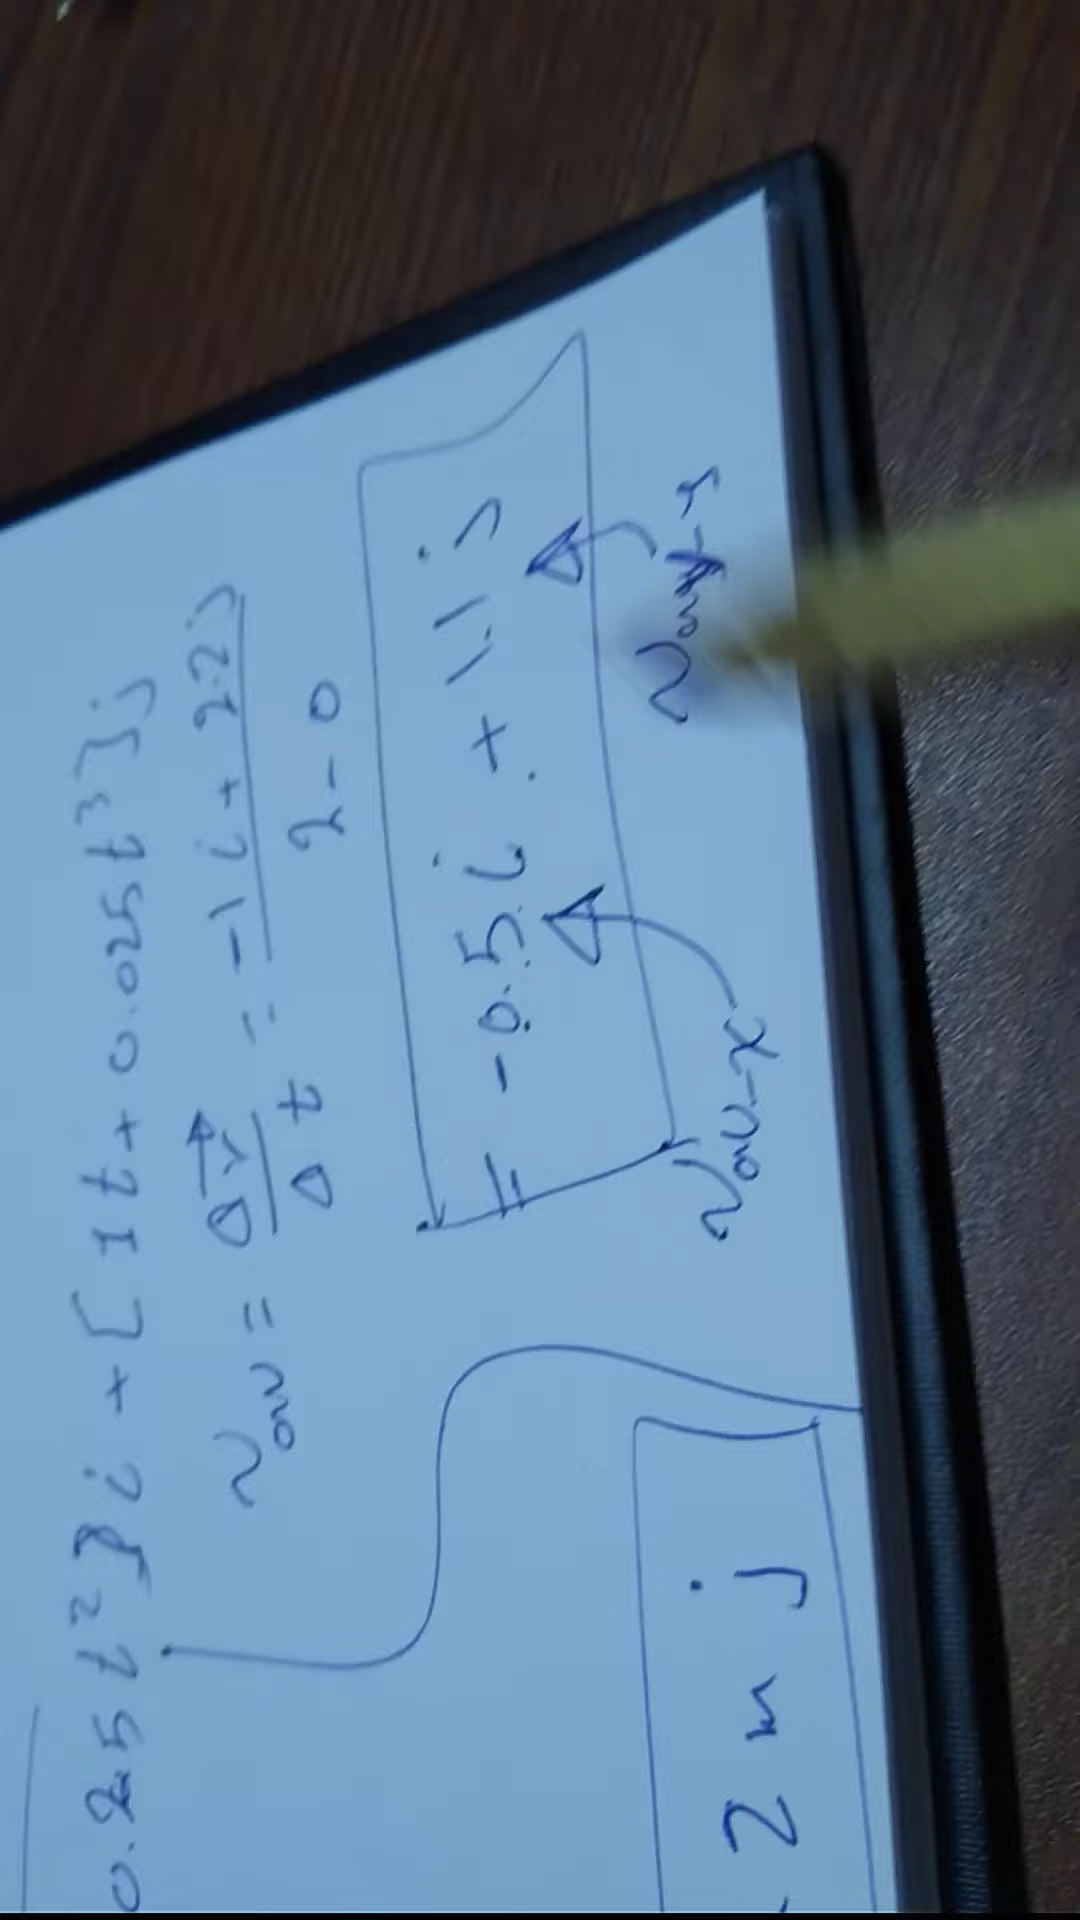 0.25t²]i + [1t + 0.025t³]j
v_av = Δr⃗/Δt = -1i + 2.2j / 2-0
= -0.5i + 1.1j
v_av-x
v_av-y
2 m j